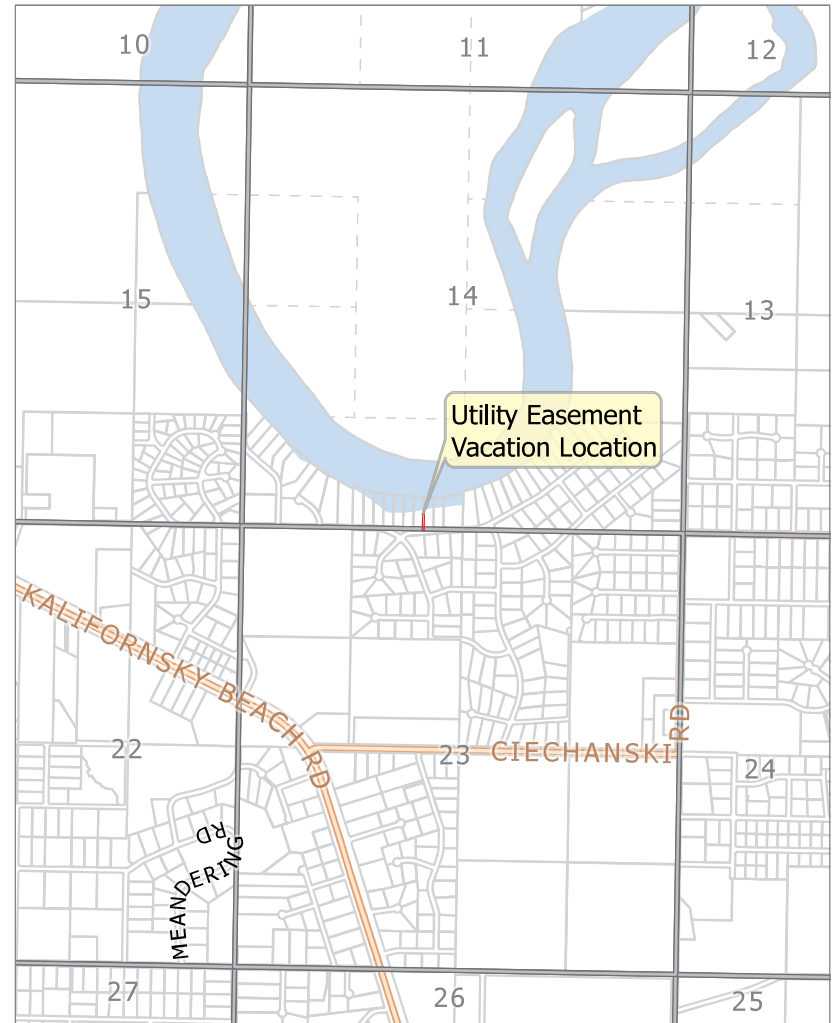 10
11
12
15
14
13
Utility Easement
Vacation Location
KALIFORNSKY BEACH RD
22
23
CIECHANSKI RD
24
MEANDERING RD
27
26
25